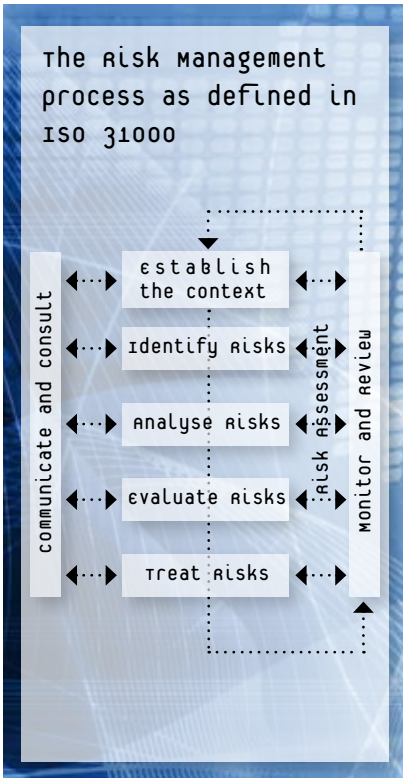 The Risk Management
process as defined in
ISO 31000
communicate and consult
Establish
the context
Identify Risks
Analyse Risks
Evaluate Risks
Treat Risks
Risk Assessment
Monitor and Review